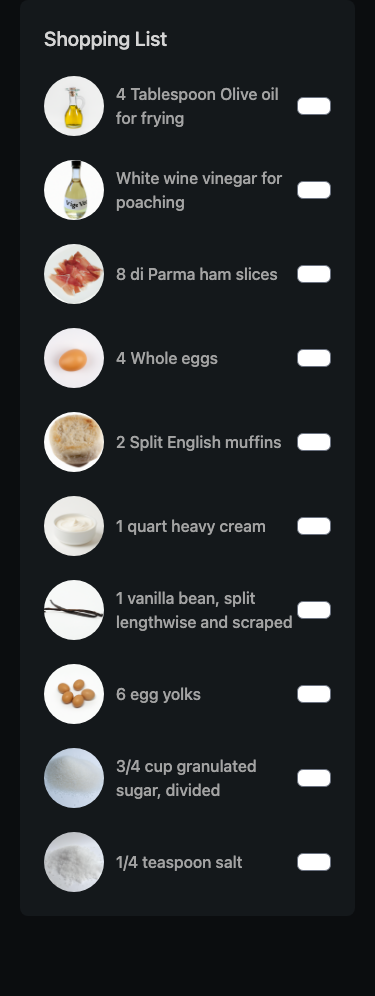 Shopping List
4 Tablespoon Olive oil
for frying
White wine vinegar for
poaching
8 di Parma ham slices
4 Whole eggs
2 Split English muffins
1 quart heavy cream
1 vanilla bean, split
lengthwise and scraped
6 egg yolks
3/4 cup granulated
sugar, divided
1/4 teaspoon salt